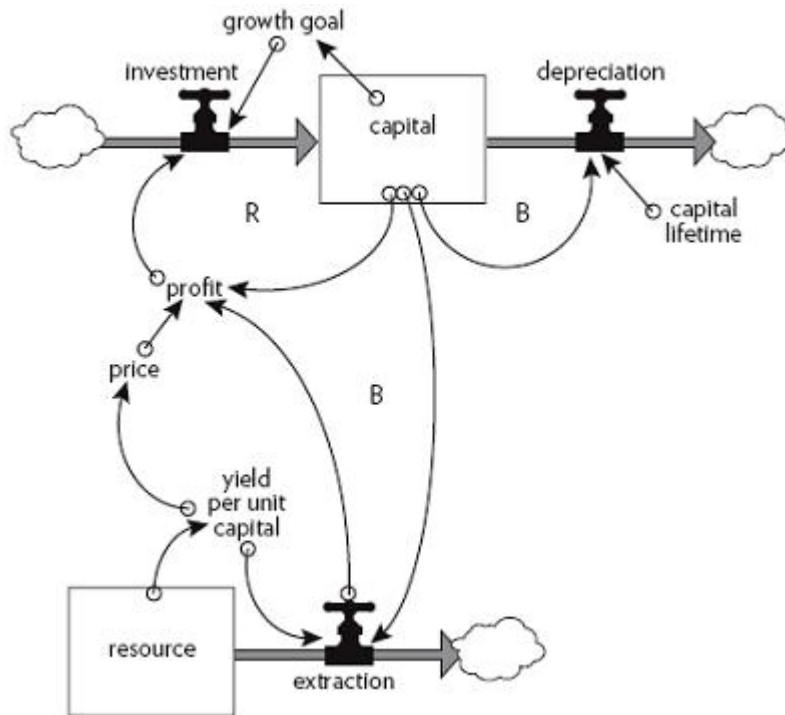 growth goal
investment
depreciation
capital
R
B
capital
lifetime
profit
price
B
yield
per unit
capital
resource
extraction